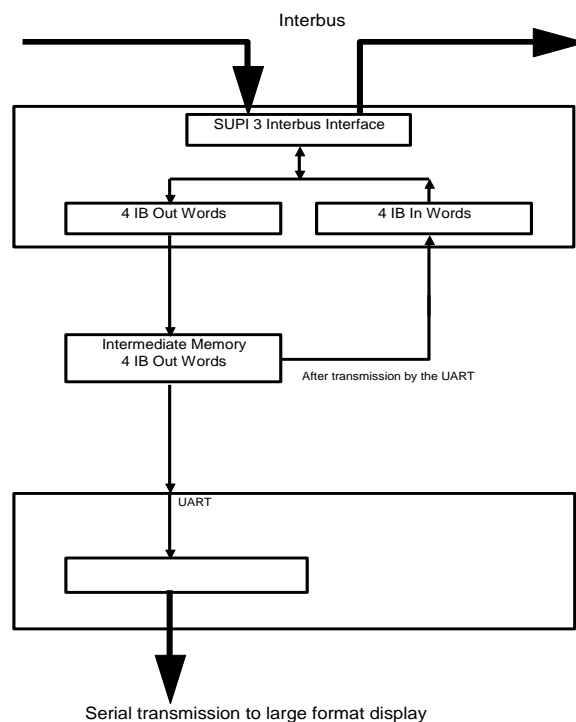 Interbus
SUPI 3 Interbus Interface
4 IB Out Words
4 IB In Words
Intermediate Memory
4 IB Out Words
After transmission by the UART
UART
Serial transmission to large format display